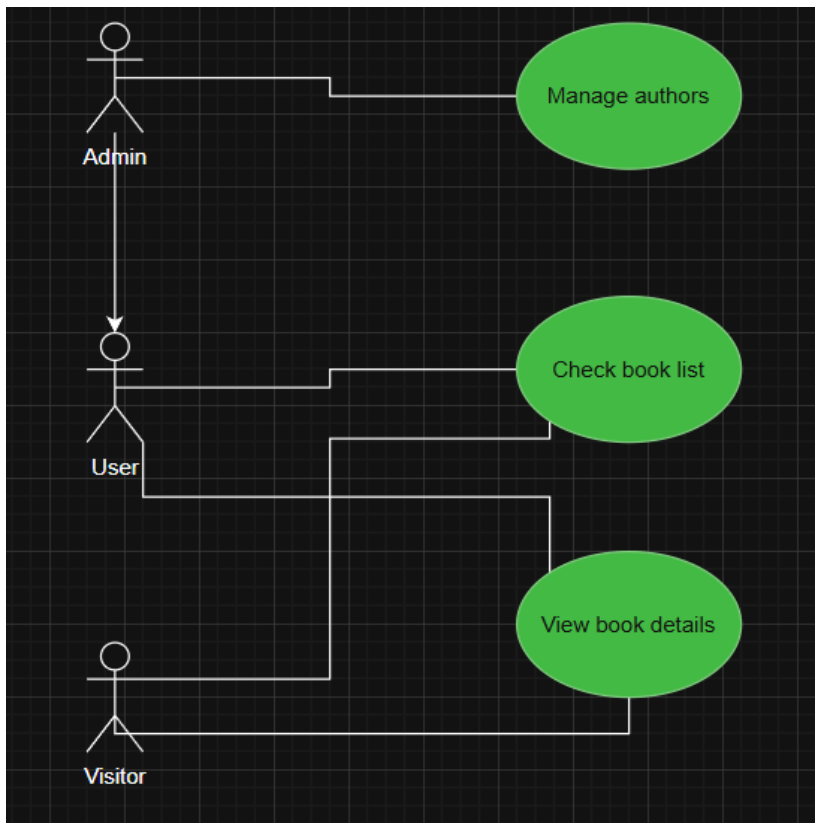 Manage authors
Admin
Check book list
User
View book details
Visitor